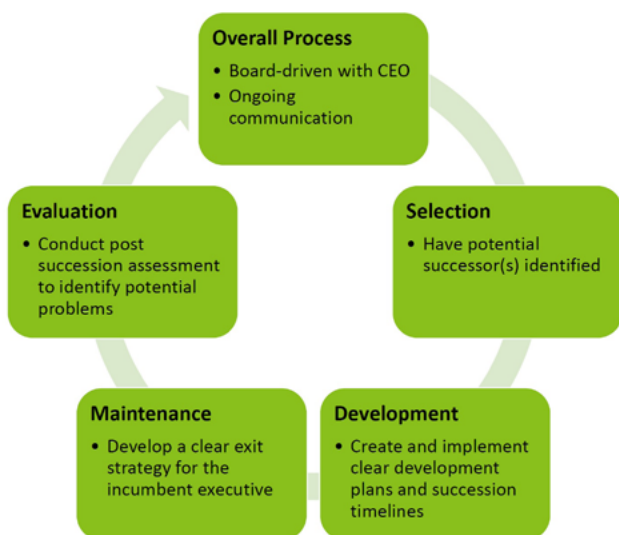 Overall Process
• Board-driven with CEO
• Ongoing
communication
Selection
• Have potential
successor(s) identified
Development
• Create and implement
clear development
plans and succession
timelines
Maintenance
• Develop a clear exit
strategy for the
incumbent executive
Evaluation
• Conduct post
succession assessment
to identify potential
problems